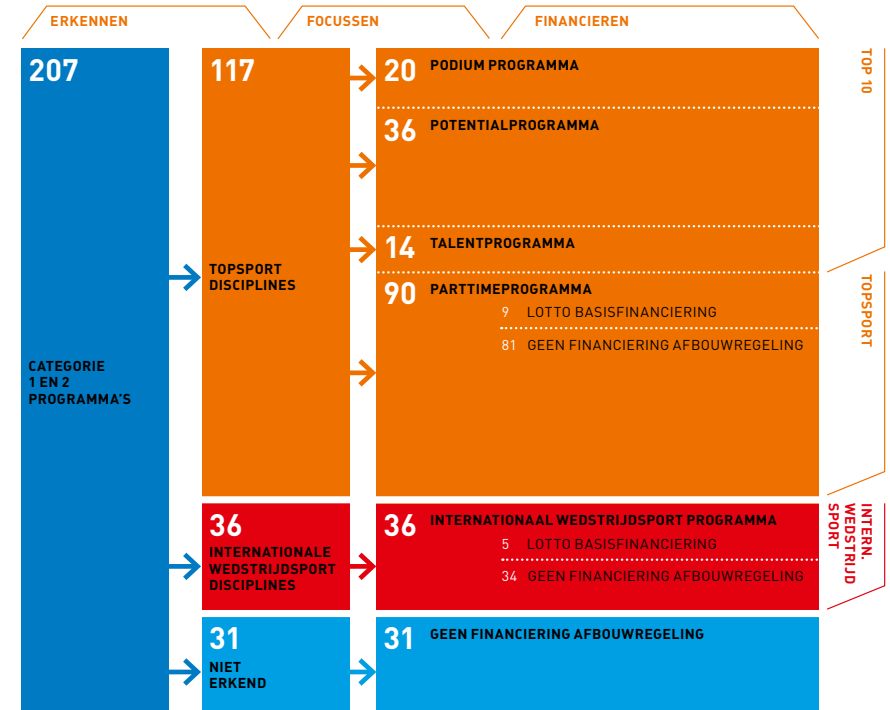 ERKENNEN
FOCUSSEN
FINANCIEREN
207
CATEGORIE
1 EN 2
PROGRAMMA'S
117
TOPSPORT
DISCIPLINES
20 PODIUM PROGRAMMA
36 POTENTIALPROGRAMMA
14 TALENTPROGRAMMA
90 PARTTIMEPROGRAMMA
9 LOTTO BASISFINANCIERING
81 GEEN FINANCIERING AFBOUWREGELING
TOP 10
TOPSPORT
36
INTERNATIONALE
WEDSTRIJDSPORT
DISCIPLINES
36 INTERNATIONAAL WEDSTRIJDSPORT PROGRAMMA
5 LOTTO BASISFINANCIERING
34 GEEN FINANCIERING AFBOUWREGELING
INTERN.
WEDSTRIJD
SPORT
31
NIET
ERKEND
31 GEEN FINANCIERING AFBOUWREGELING